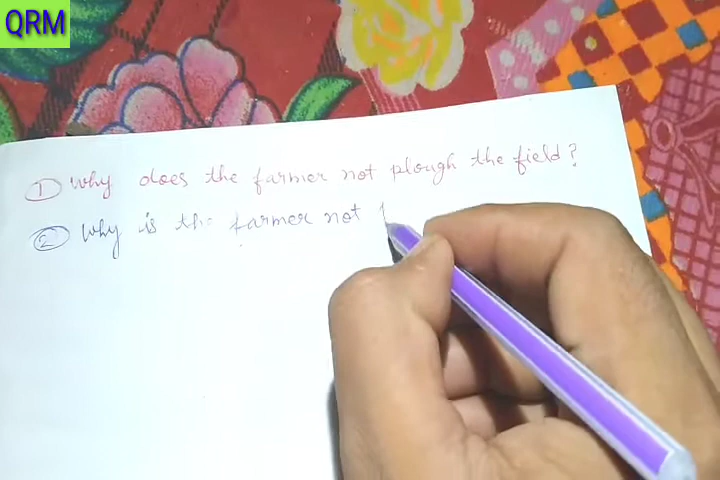 QRM
① Why does the farmer not plough the field?
② Why is the farmer not